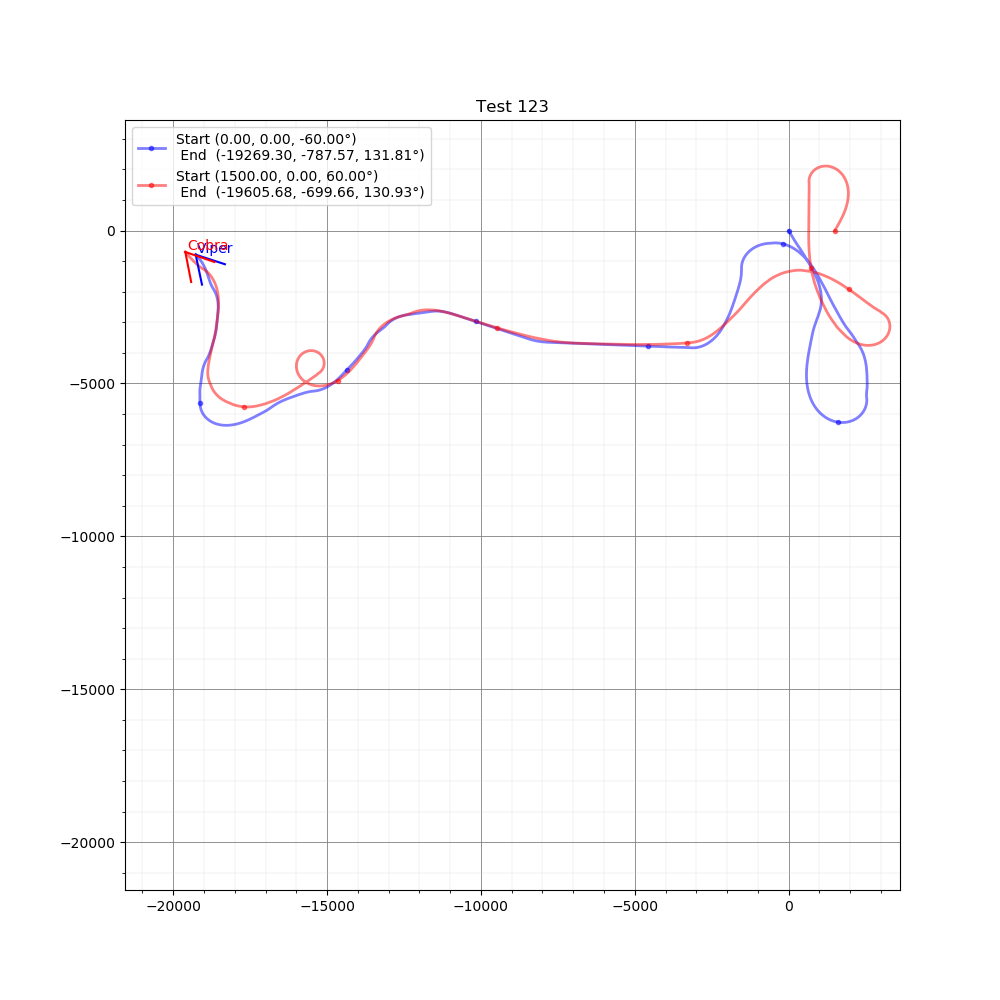 Test 123
Start (0.00, 0.00, -60.00°)
End  (-19269.30, -787.57, 131.81°)
Start (1500.00, 0.00, 60.00°)
End  (-19605.68, -699.66, 130.93°)
Cobra
Viper
0
−5000
−10000
−15000
−20000
−20000
−15000
−10000
−5000
0